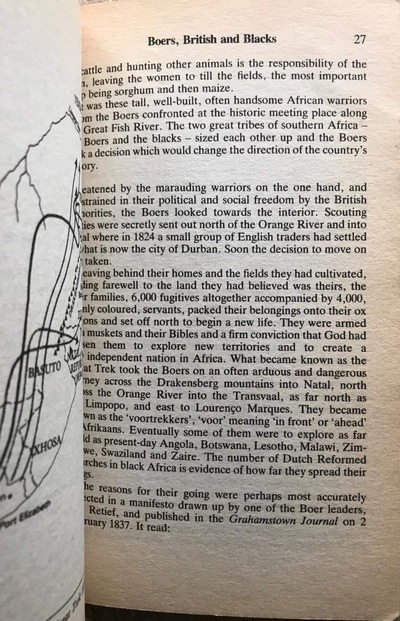 Boers, British and Blacks 27
cattle and hunting other animals is the responsibility of the
leaving the women to till the fields, the most important
being sorghum and then maize.
was these tall, well-built, often handsome African warriors
om the Boers confronted at the historic meeting place along
Great Fish River. The two great tribes of southern Africa –
Boers and the blacks – sized each other up and the Boers
a decision which would change the direction of the country's
ory.
eatened by the marauding warriors on the one hand, and
strained in their political and social freedom by the British
horities, the Boers looked towards the interior. Scouting
ties were secretly sent out north of the Orange River and into
al where in 1824 a small group of English traders had settled
hat is now the city of Durban. Soon the decision to move on
taken.
eaving behind their homes and the fields they had cultivated,
ding farewell to the land they had believed was theirs, the
r families, 6,000 fugitives altogether accompanied by 4,000,
nly coloured, servants, packed their belongings onto their ox
ons and set off north to begin a new life. They were armed
muskets and their Bibles and a firm conviction that God had
sen them to explore new territories and to create a
independent nation in Africa. What became known as the
at Trek took the Boers on an often arduous and dangerous
ney across the Drakensberg mountains into Natal, north
oss the Orange River into the Transvaal, as far north as
Limpopo, and east to Lourenço Marques. They became
wn as the 'voortrekkers', 'voor' meaning 'in front' or 'ahead'
Afrikaans. Eventually some of them were to explore as far
ld as present-day Angola, Botswana, Lesotho, Malawi, Zim-
we, Swaziland and Zaire. The number of Dutch Reformed
rches in black Africa is evidence of how far they spread their
gs.
he reasons for their going were perhaps most accurately
ected in a manifesto drawn up by one of the Boer leaders,
Retief, and published in the Grahamstown Journal on 2
ruary 1837. It read:
BASUTO
XHOSA
Port Elizabeth